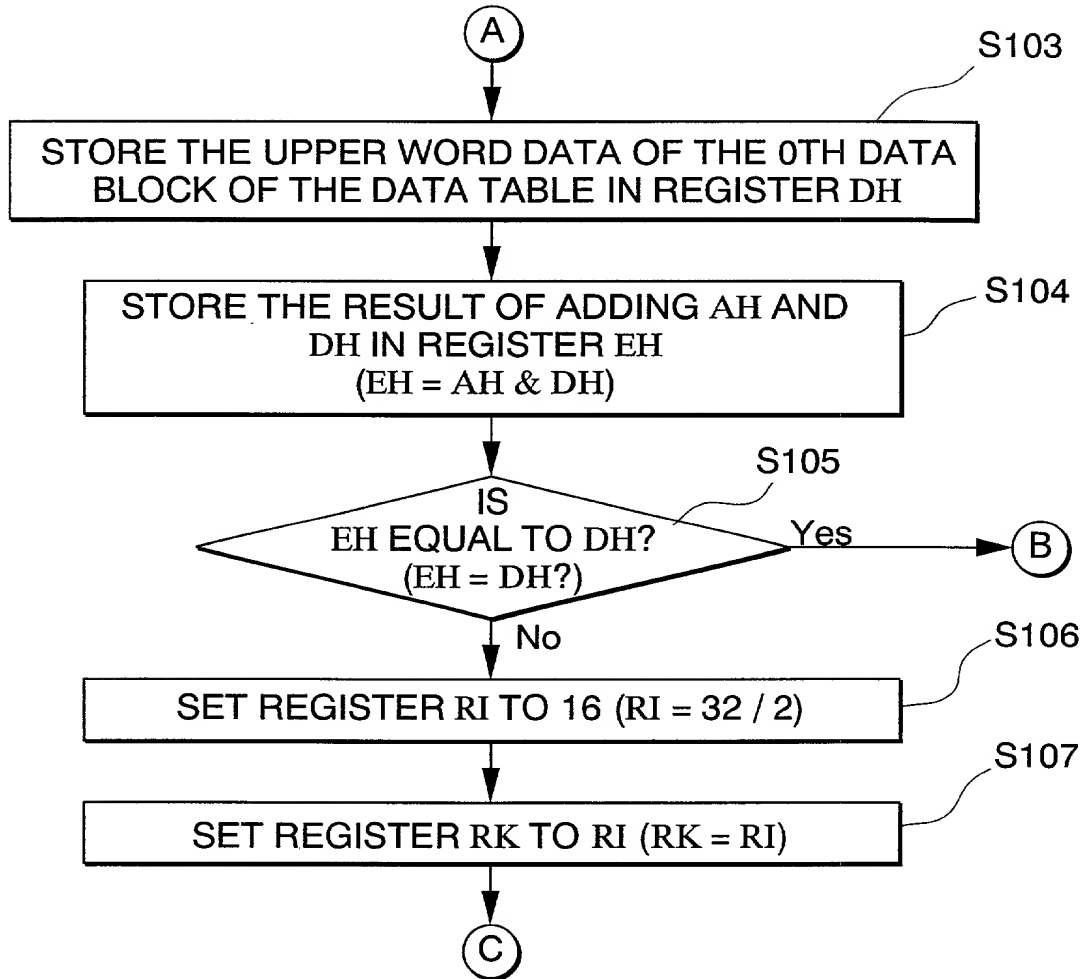 A
S103
STORE THE UPPER WORD DATA OF THE 0TH DATA
BLOCK OF THE DATA TABLE IN REGISTER DH
S104
STORE THE RESULT OF ADDING AH AND
DH IN REGISTER EH
(EH = AH & DH)
S105
IS
EH EQUAL TO DH?
(EH = DH?)
Yes
B
No
S106
SET REGISTER RI TO 16 (RI = 32 / 2)
S107
SET REGISTER RK TO RI (RK = RI)
C